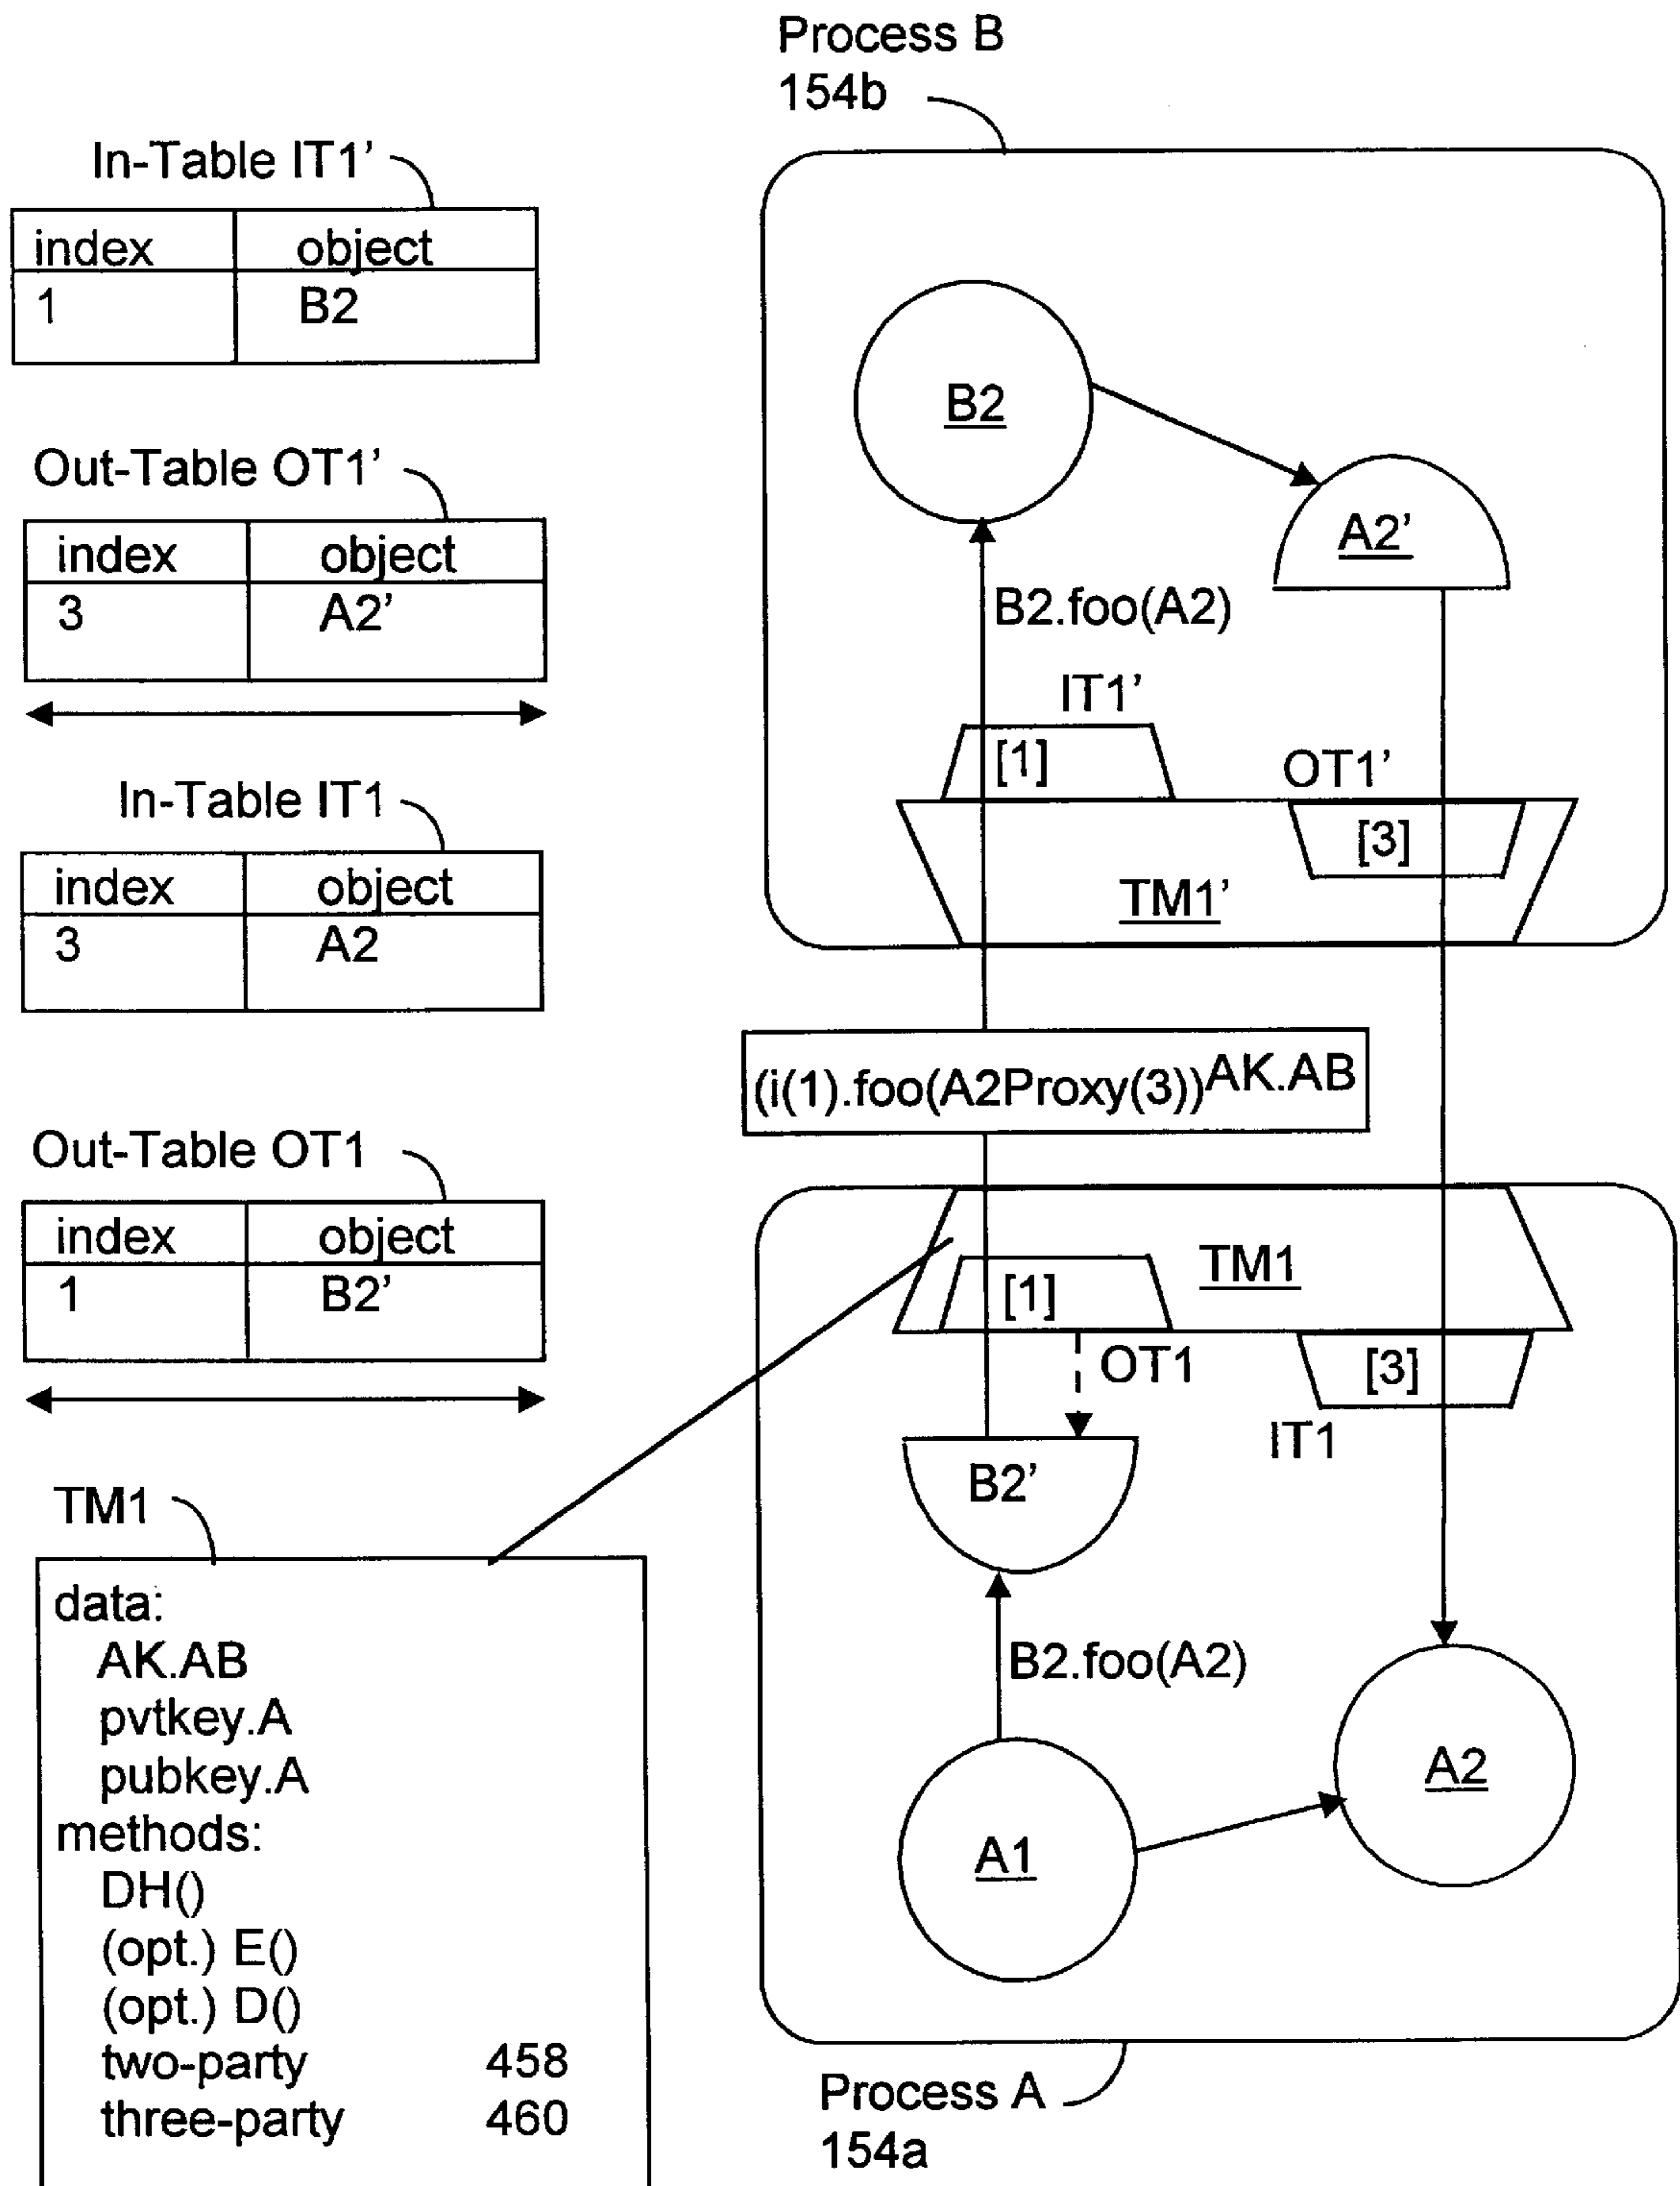 Process B
154b
In-Table IT1’
index object
1 B2
Out-Table OT1’
index object
3 A2’
In-Table IT1
index object
3 A2
Out-Table OT1
index object
1 B2’
TM1
data:
AK.AB
pvtkey.A
pubkey.A
methods:
DH()
(opt.) E()
(opt.) D()
two-party 458
three-party 460
B2
A2’
B2.foo(A2)
IT1’
[1]
OT1’
[3]
TM1’
(i(1).foo(A2Proxy(3))AK.AB
TM1
[1]
OT1
[3]
IT1
B2’
B2.foo(A2)
A2
A1
Process A
154a